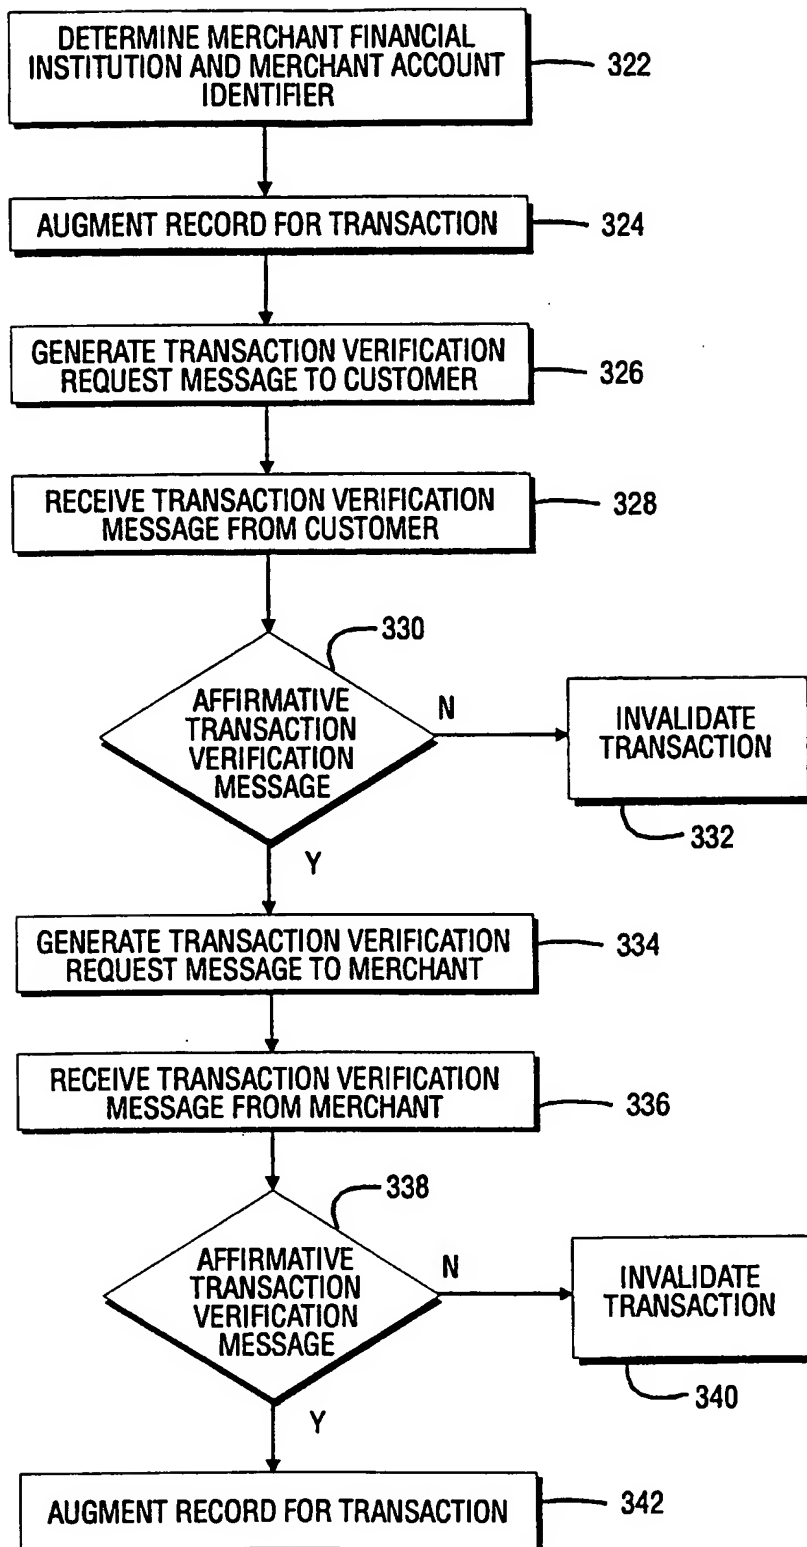 DETERMINE MERCHANT FINANCIAL
INSTITUTION AND MERCHANT ACCOUNT
IDENTIFIER
322
AUGMENT RECORD FOR TRANSACTION
324
GENERATE TRANSACTION VERIFICATION
REQUEST MESSAGE TO CUSTOMER
326
RECEIVE TRANSACTION VERIFICATION
MESSAGE FROM CUSTOMER
328
330
AFFIRMATIVE
TRANSACTION
VERIFICATION
MESSAGE
N
INVALIDATE
TRANSACTION
332
Y
GENERATE TRANSACTION VERIFICATION
REQUEST MESSAGE TO MERCHANT
334
RECEIVE TRANSACTION VERIFICATION
MESSAGE FROM MERCHANT
336
338
AFFIRMATIVE
TRANSACTION
VERIFICATION
MESSAGE
N
INVALIDATE
TRANSACTION
340
Y
AUGMENT RECORD FOR TRANSACTION
342